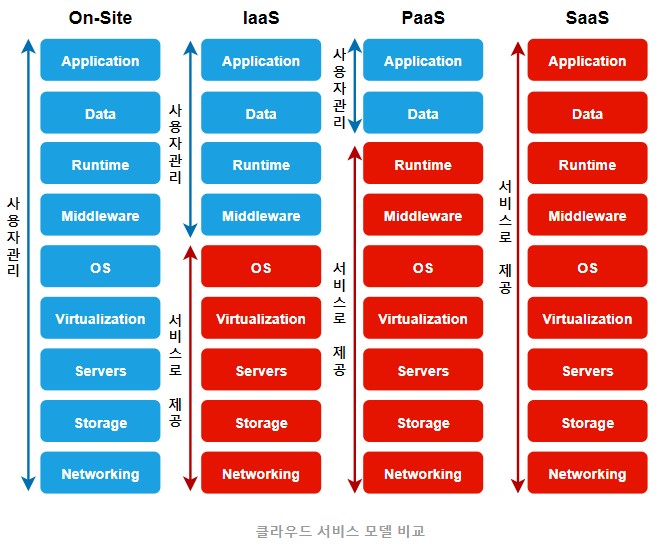 On-Site IaaS PaaS SaaS
Application Application Application Application
Data Data Data Data
Runtime Runtime Runtime Runtime
Middleware Middleware Middleware Middleware
OS OS OS OS
Virtualization Virtualization Virtualization Virtualization
Servers Servers Servers Servers
Storage Storage Storage Storage
Networking Networking Networking Networking
사용자관리
사용자관리
서비스로 제공
사용자관리
서비스로 제공
서비스로 제공
클라우드 서비스 모델 비교